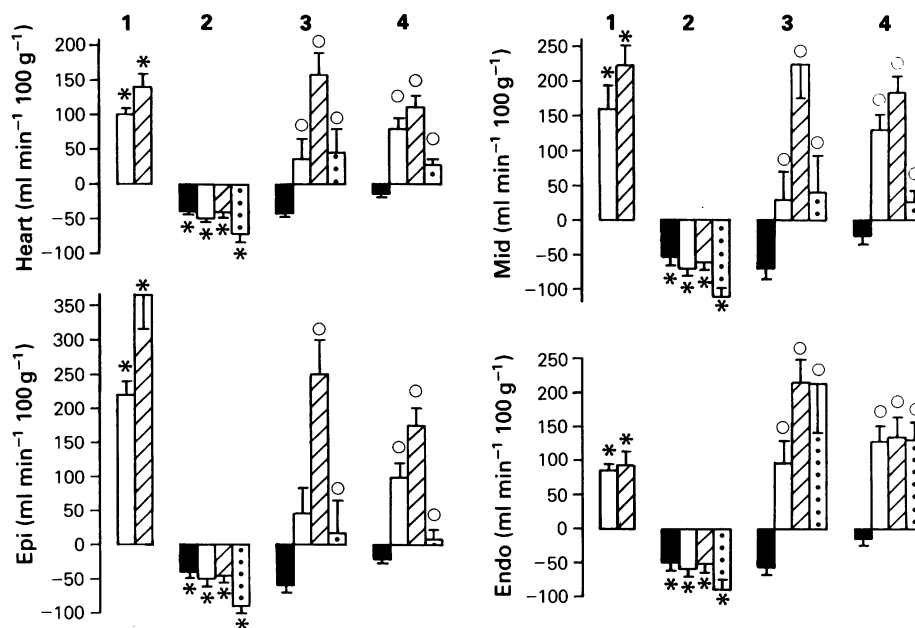 1 2 3 4
Heart (ml min⁻¹ 100 g⁻¹)
200
150
100
50
0
−50
−100
* * * * * *
○ ○ ○ ○ ○ ○
1 2 3 4
Mid (ml min⁻¹ 100 g⁻¹)
250
200
150
100
50
0
−50
−100
* * * * * *
○ ○ ○ ○ ○ ○
Epi (ml min⁻¹ 100 g⁻¹)
350
300
250
200
150
100
50
0
−50
−100
* * * * * *
○ ○ ○ ○ ○
Endo (ml min⁻¹ 100 g⁻¹)
250
200
150
100
50
0
−50
−100
* * * * * *
○ ○ ○ ○ ○ ○